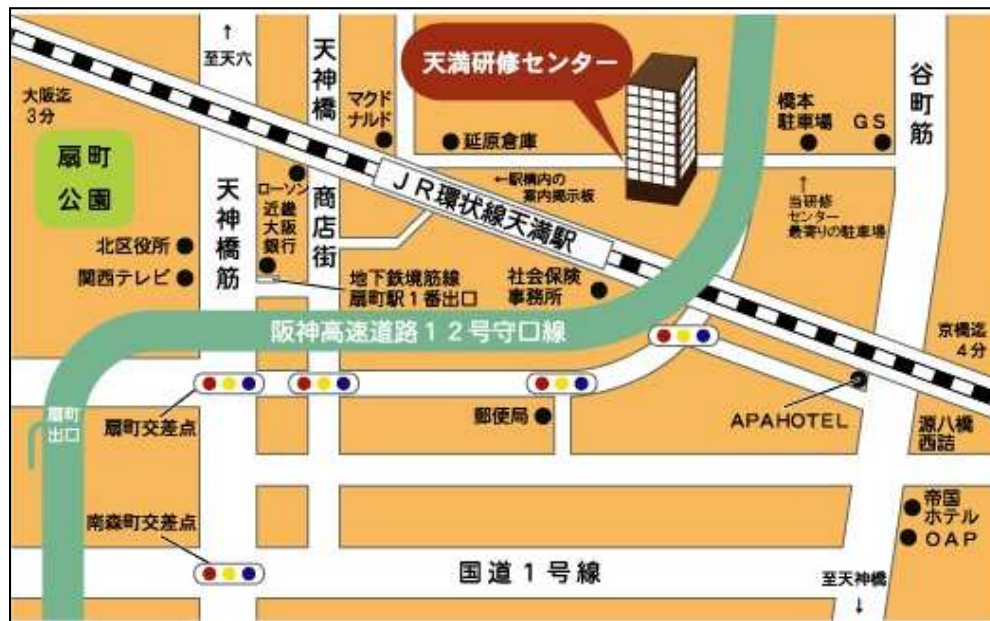 ↑
至天六
天神橋
商店街
天満研修センター
谷町筋
大阪迄
3分
マクド
ナルド
延原倉庫
橋本
駐車場
GS
扇町
公園
天神橋筋
ローソン
近畿
大阪
銀行
JR環状線天満駅
←駅構内の
案内掲示板
↑
当研修
センター
最寄りの駐車場
北区役所
関西テレビ
地下鉄境筋線
扇町駅1番出口
社会保険
事務所
阪神高速道路12号守口線
京橋迄
4分
扇町
出口
扇町交差点
郵便局
APAHOTEL
源八橋
西詰
南森町交差点
帝国
ホテル
OAP
国道1号線
至天神橋
↓